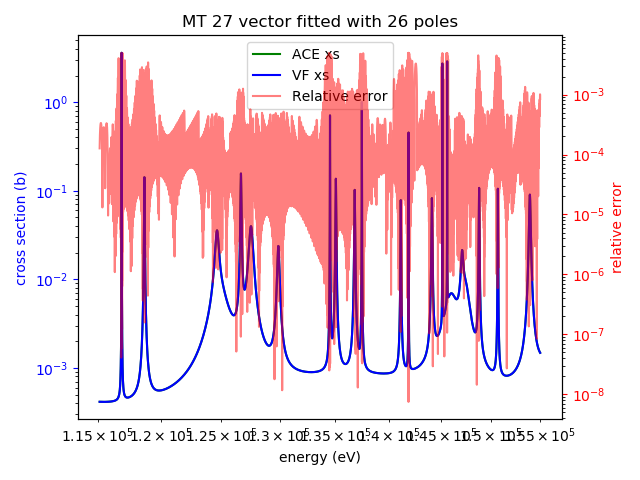 MT 27 vector fitted with 26 poles
ACE xs
VF xs
Relative error
10⁰
10⁻¹
10⁻²
10⁻³
cross section (b)
10⁻³
10⁻⁴
10⁻⁵
10⁻⁶
10⁻⁷
10⁻⁸
relative error
1.15 × 10⁵ 1.2 × 10⁵ 1.25 × 10⁵ 1.3 × 10⁵ 1.35 × 10⁵ 1.4 × 10⁵ 1.45 × 10⁵ 1.5 × 10⁵ 1.55 × 10⁵
energy (eV)